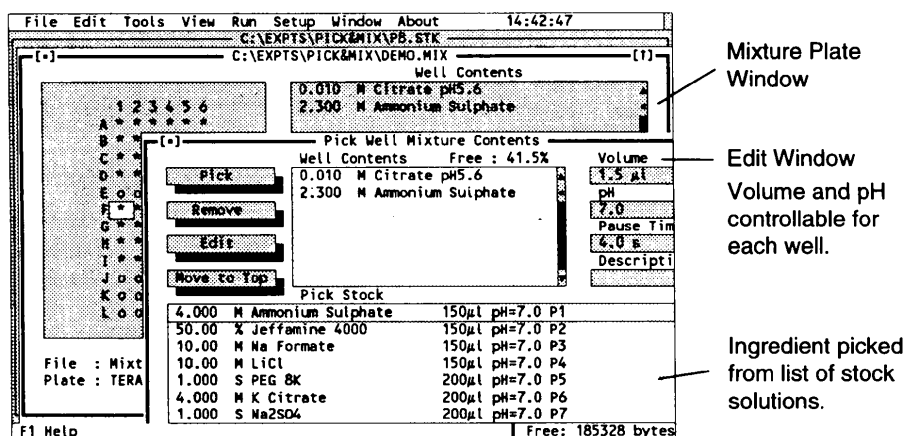 File Edit Tools View Run Setup Window About 14:42:47
C:\EXPTS\PICK&MIX\PB.STK
[▪] C:\EXPTS\PICK&MIX\DEMO.MIX [↑]
Well Contents
0.010 M Citrate pH5.6
2.300 M Ammonium Sulphate
1 2 3 4 5 6
A * * * * * *
B * *
C * *
D * *
E o o
F * *
G * *
H * *
I * *
J o o
K o o
L o o
File : Mixt
Plate : TERA
[▪] Pick Well Mixture Contents
Well Contents Free : 41.5%
0.010 M Citrate pH5.6
2.300 M Ammonium Sulphate
Pick
Remove
Edit
Move to Top
Volume
1.5 µl
pH
7.0
Pause Tim
4.0 s
Descripti
Pick Stock
4.000 M Ammonium Sulphate 150µl pH=7.0 P1
50.00 % Jeffamine 4000 150µl pH=7.0 P2
10.00 M Na Formate 150µl pH=7.0 P3
10.00 M LiCl 150µl pH=7.0 P4
1.000 S PEG 8K 200µl pH=7.0 P5
4.000 M K Citrate 200µl pH=7.0 P6
1.000 S Na2SO4 200µl pH=7.0 P7
F1 Help Free: 185328 bytes
Mixture Plate
Window
Edit Window
Volume and pH
controllable for
each well.
Ingredient picked
from list of stock
solutions.